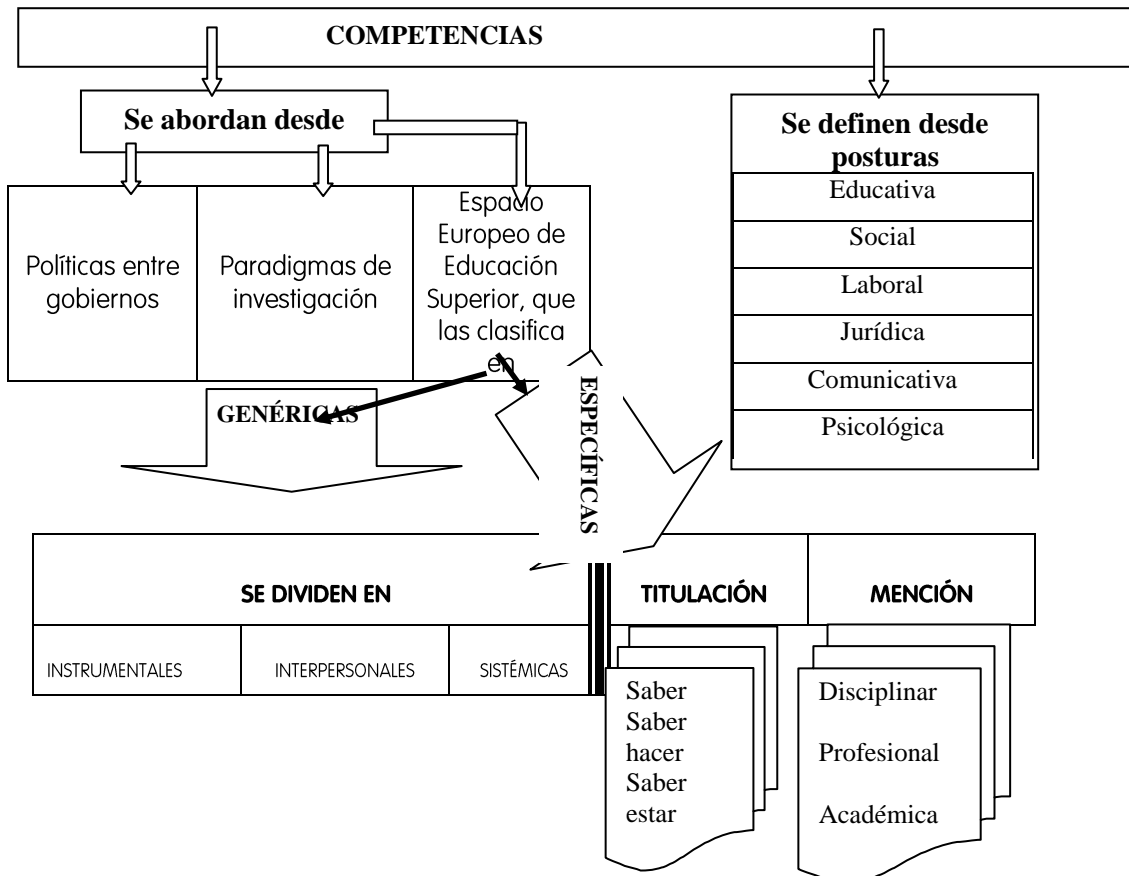 COMPETENCIAS
Se abordan desde
Políticas entre
gobiernos
Paradigmas de
investigación
Espacio
Europeo de
Educación
Superior, que
las clasifica
en
Se definen desde
posturas
Educativa
Social
Laboral
Jurídica
Comunicativa
Psicológica
GENÉRICAS
ESPECÍFICAS
SE DIVIDEN EN
INSTRUMENTALES
INTERPERSONALES
SISTÉMICAS
TITULACIÓN
MENCIÓN
Saber
Saber
hacer
Saber
estar
Disciplinar
Profesional
Académica